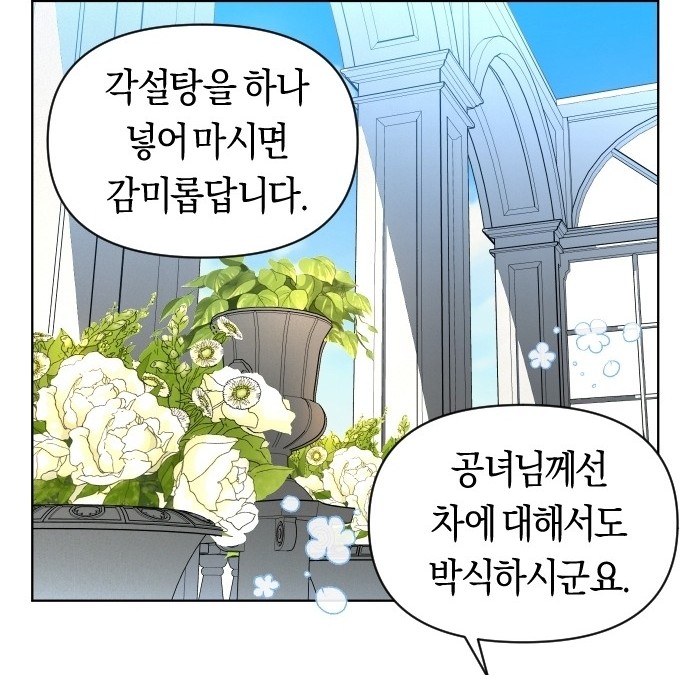 각설탕을 하나
넣어 마시면
감미롭답니다.
공녀님께선
차에 대해서도
박식하시군요.